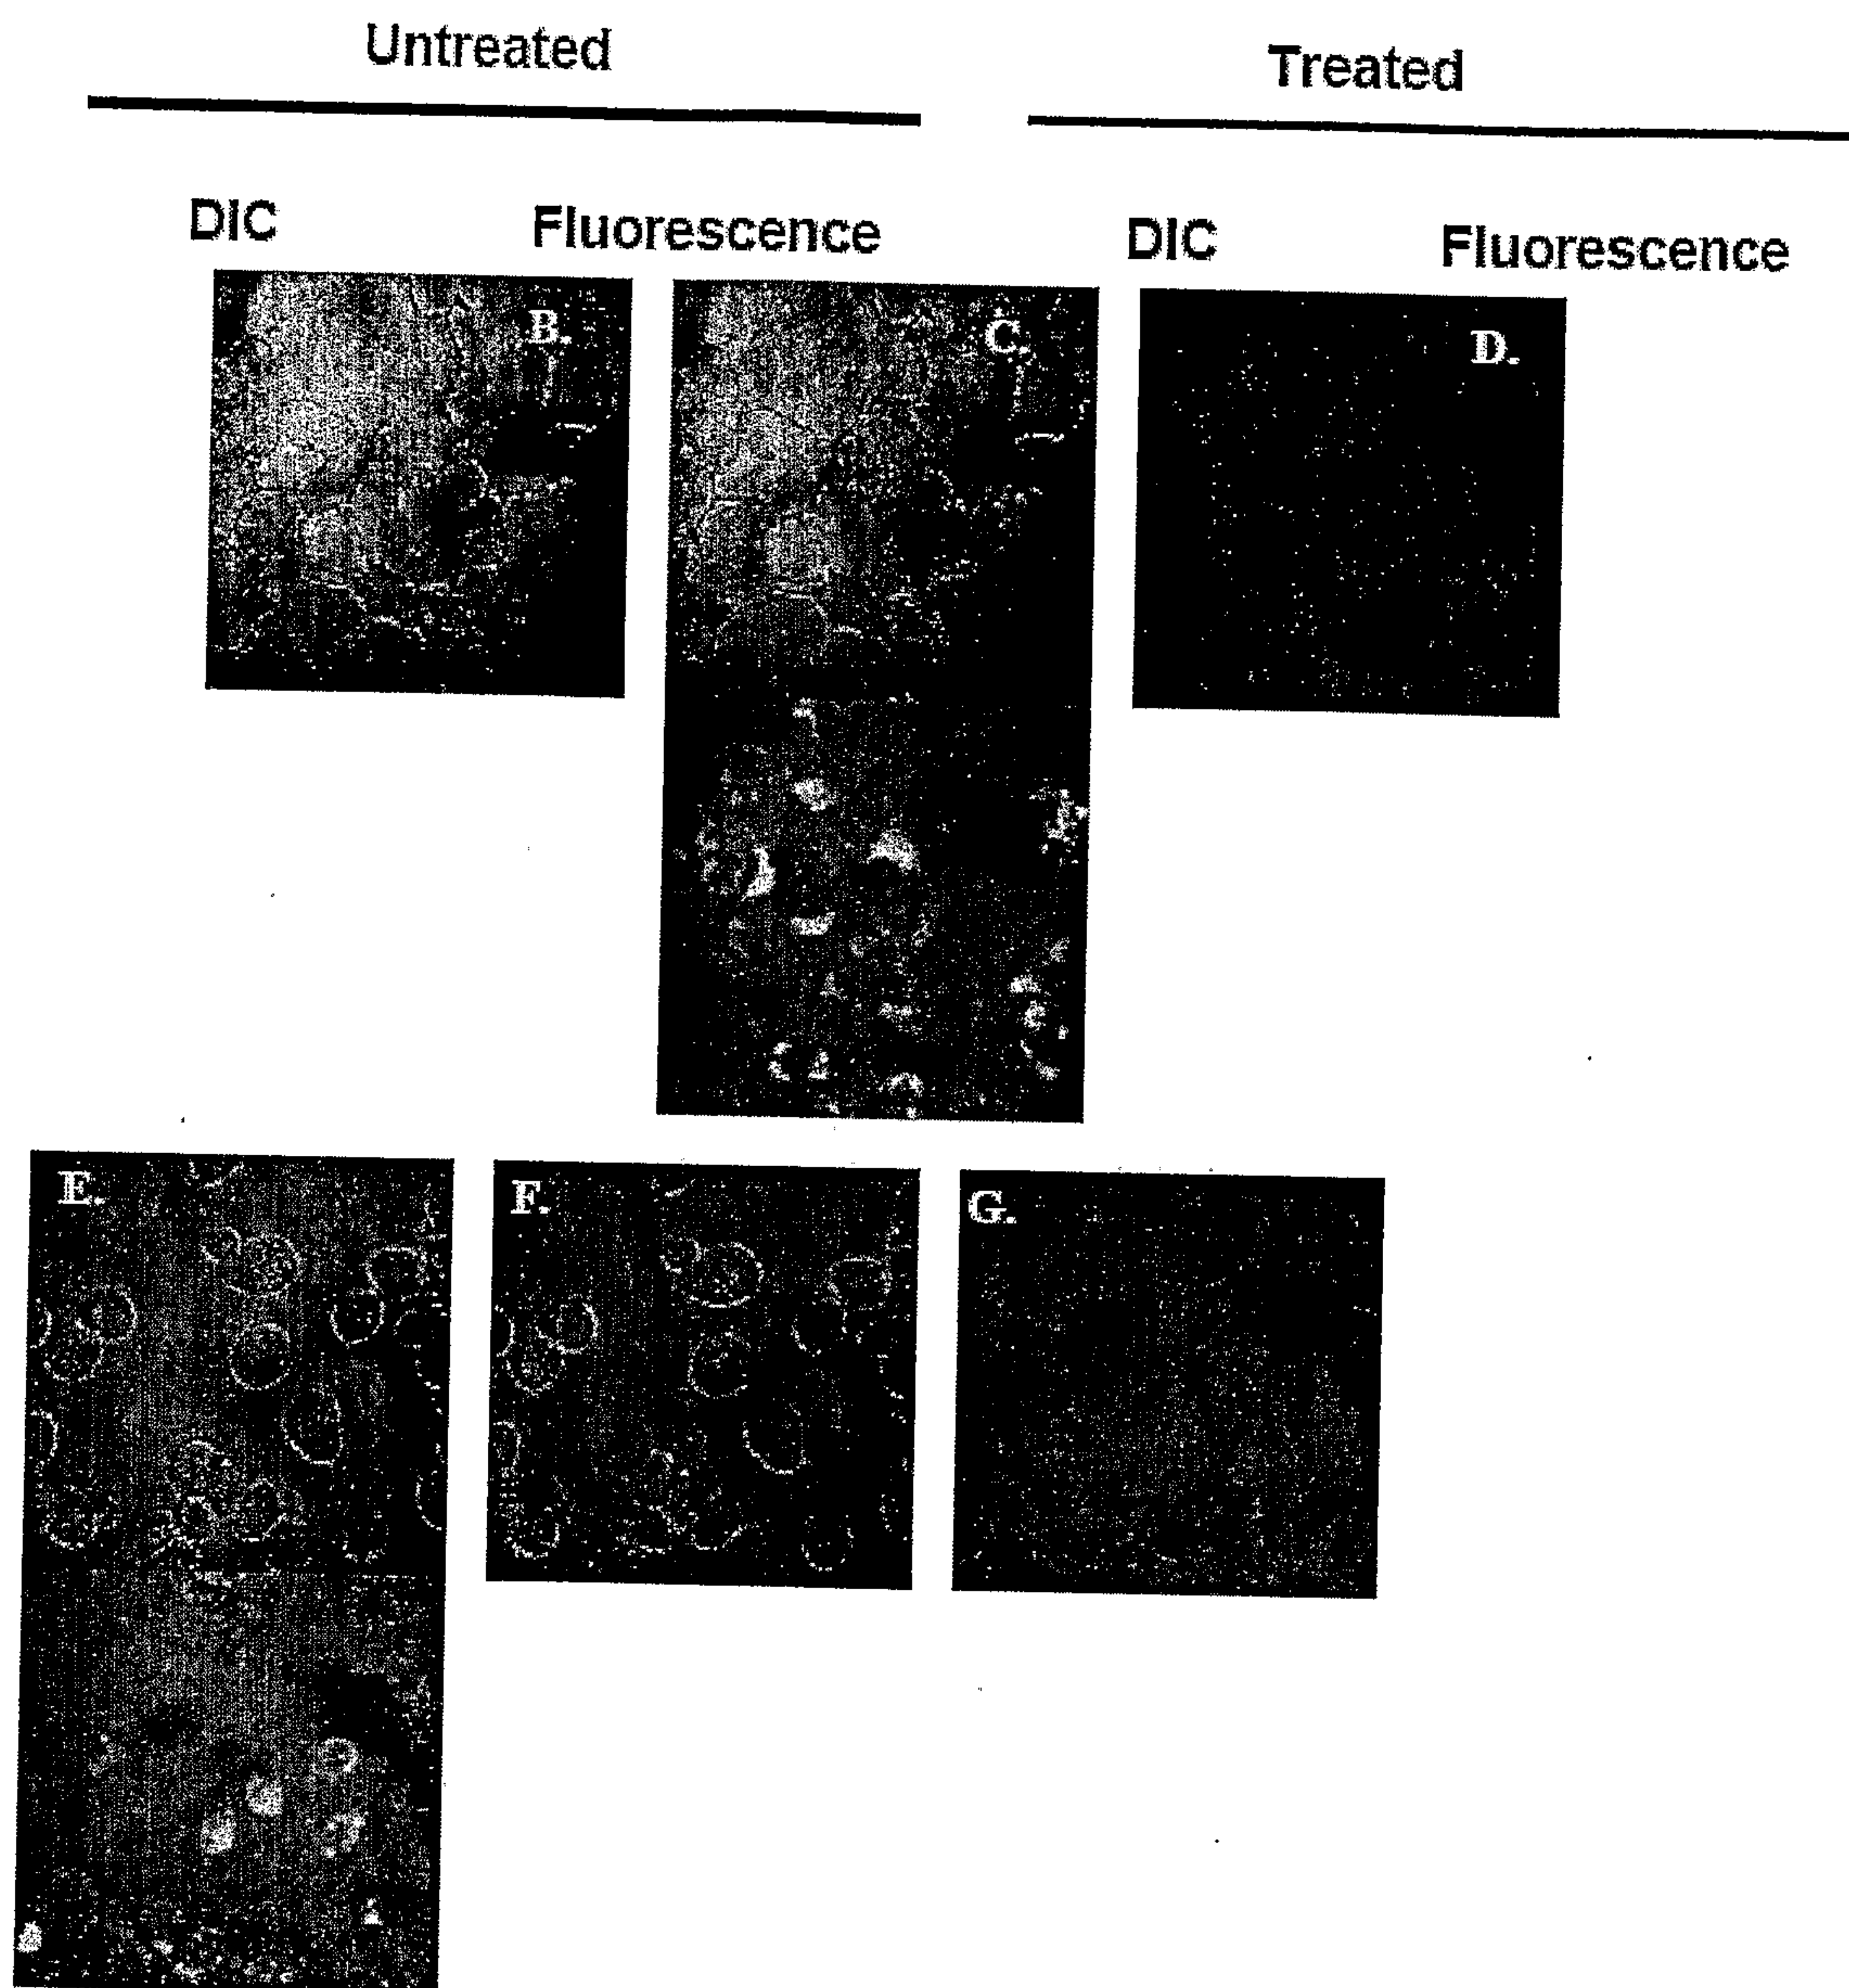 Untreated Treated
DIC Fluorescence DIC Fluorescence
B. C. D.
E. F. G.